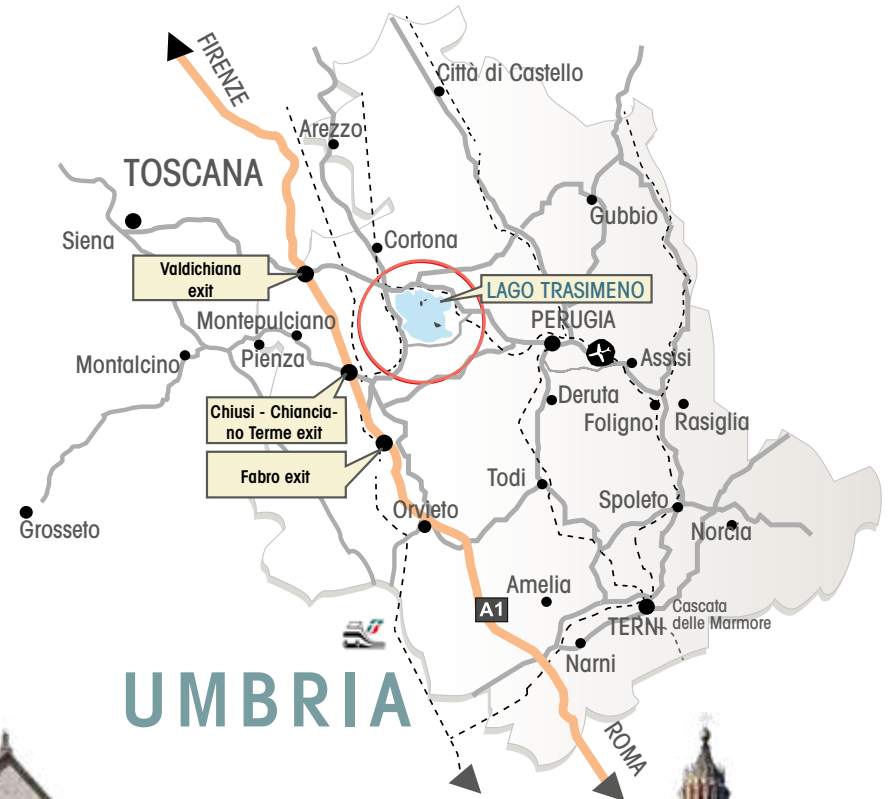 FIRENZE
Città di Castello
Arezzo
TOSCANA
Gubbio
Siena
Cortona
Valdichiana
exit
LAGO TRASIMENO
Montepulciano
PERUGIA
Montalcino
Pienza
Assisi
Chiusi - Chiancia-
no Terme exit
Deruta
Foligno
Rasiglia
Fabro exit
Todi
Spoleto
Orvieto
Norcia
Grosseto
Amelia
A1
Cascata
delle Marmore
TERNI
Narni
UMBRIA
ROMA